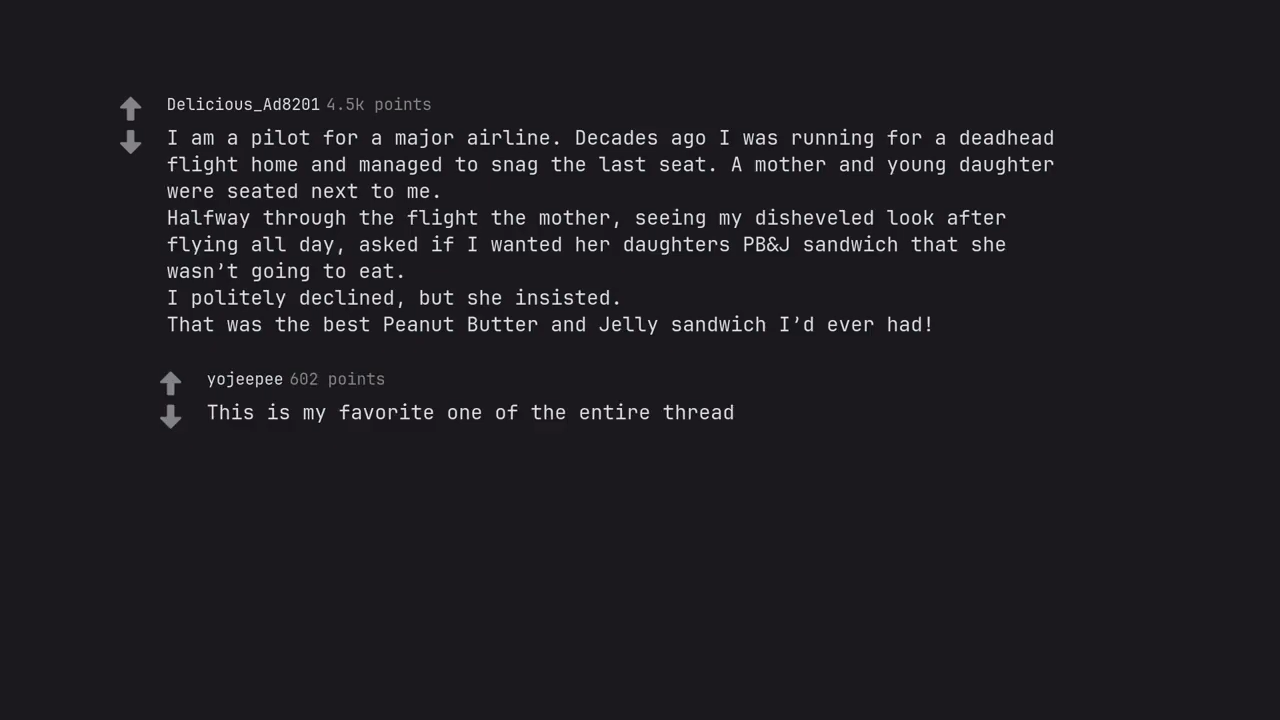 Delicious_Ad8201 4.5k points
I am a pilot for a major airline. Decades ago I was running for a deadhead
flight home and managed to snag the last seat. A mother and young daughter
were seated next to me.
Halfway through the flight the mother, seeing my disheveled look after
flying all day, asked if I wanted her daughters PB&J sandwich that she
wasn’t going to eat.
I politely declined, but she insisted.
That was the best Peanut Butter and Jelly sandwich I’d ever had!
yojeepee 602 points
This is my favorite one of the entire thread